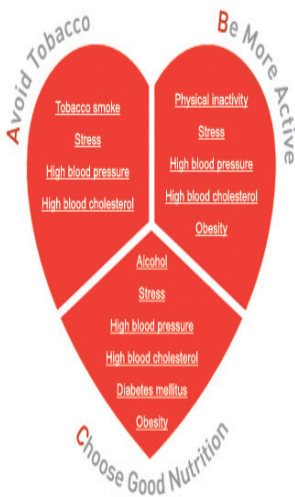 Avoid Tobacco
Tobacco smoke
Stress
High blood pressure
High blood cholesterol
Be More Active
Physical inactivity
Stress
High blood pressure
High blood cholesterol
Obesity
Alcohol
Stress
High blood pressure
High blood cholesterol
Diabetes mellitus
Obesity
Choose Good Nutrition